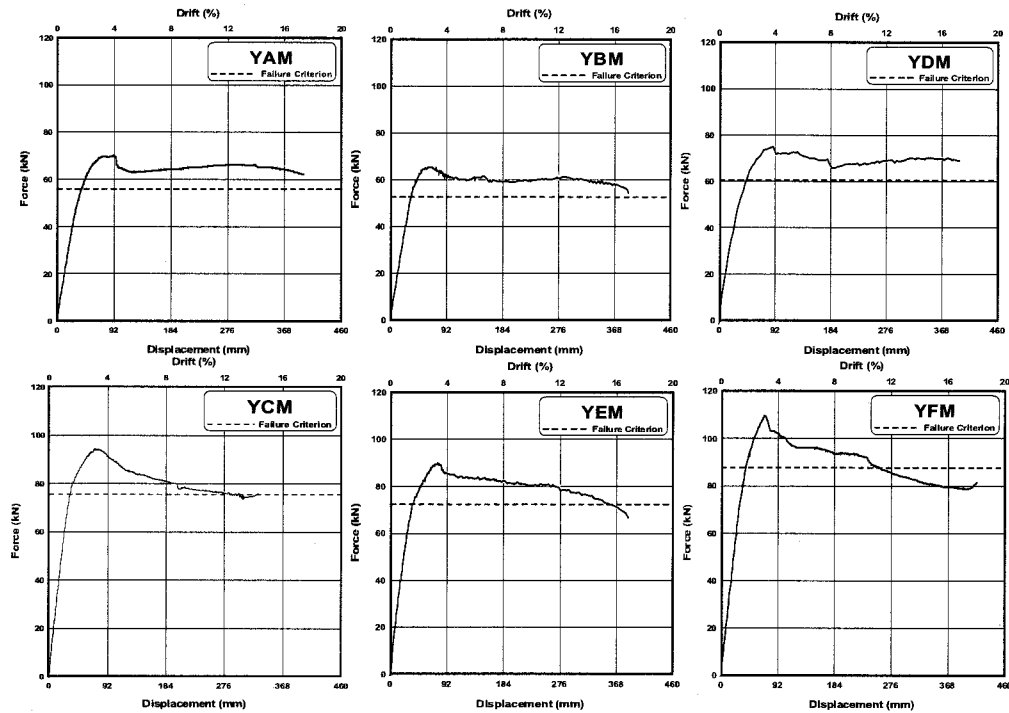 Drift (%)
0 4 8 12 16 20
120
100
80
60
40
20
0
Force (kN)
YAM
Failure Criterion
0 92 184 276 368 460
Displacement (mm)
Drift (%)
0 4 8 12 16 20
120
100
80
60
40
20
0
Force (kN)
YBM
Failure Criterion
0 92 184 276 368 460
Displacement (mm)
Drift (%)
0 4 8 12 16 20
120
100
80
60
40
20
0
Force (kN)
YDM
Failure Criterion
0 92 184 276 368 460
Displacement (mm)
Drift (%)
0 4 8 12 16 20
120
100
80
60
40
20
0
Force (kN)
YCM
Failure Criterion
0 92 184 276 368 460
Displacement (mm)
Drift (%)
0 4 8 12 16 20
120
100
80
60
40
20
0
Force (kN)
YEM
Failure Criterion
0 92 184 276 368 460
Displacement (mm)
Drift (%)
0 4 8 12 16 20
120
100
80
60
40
20
0
Force (kN)
YFM
Failure Criterion
0 92 184 276 368 460
Displacement (mm)